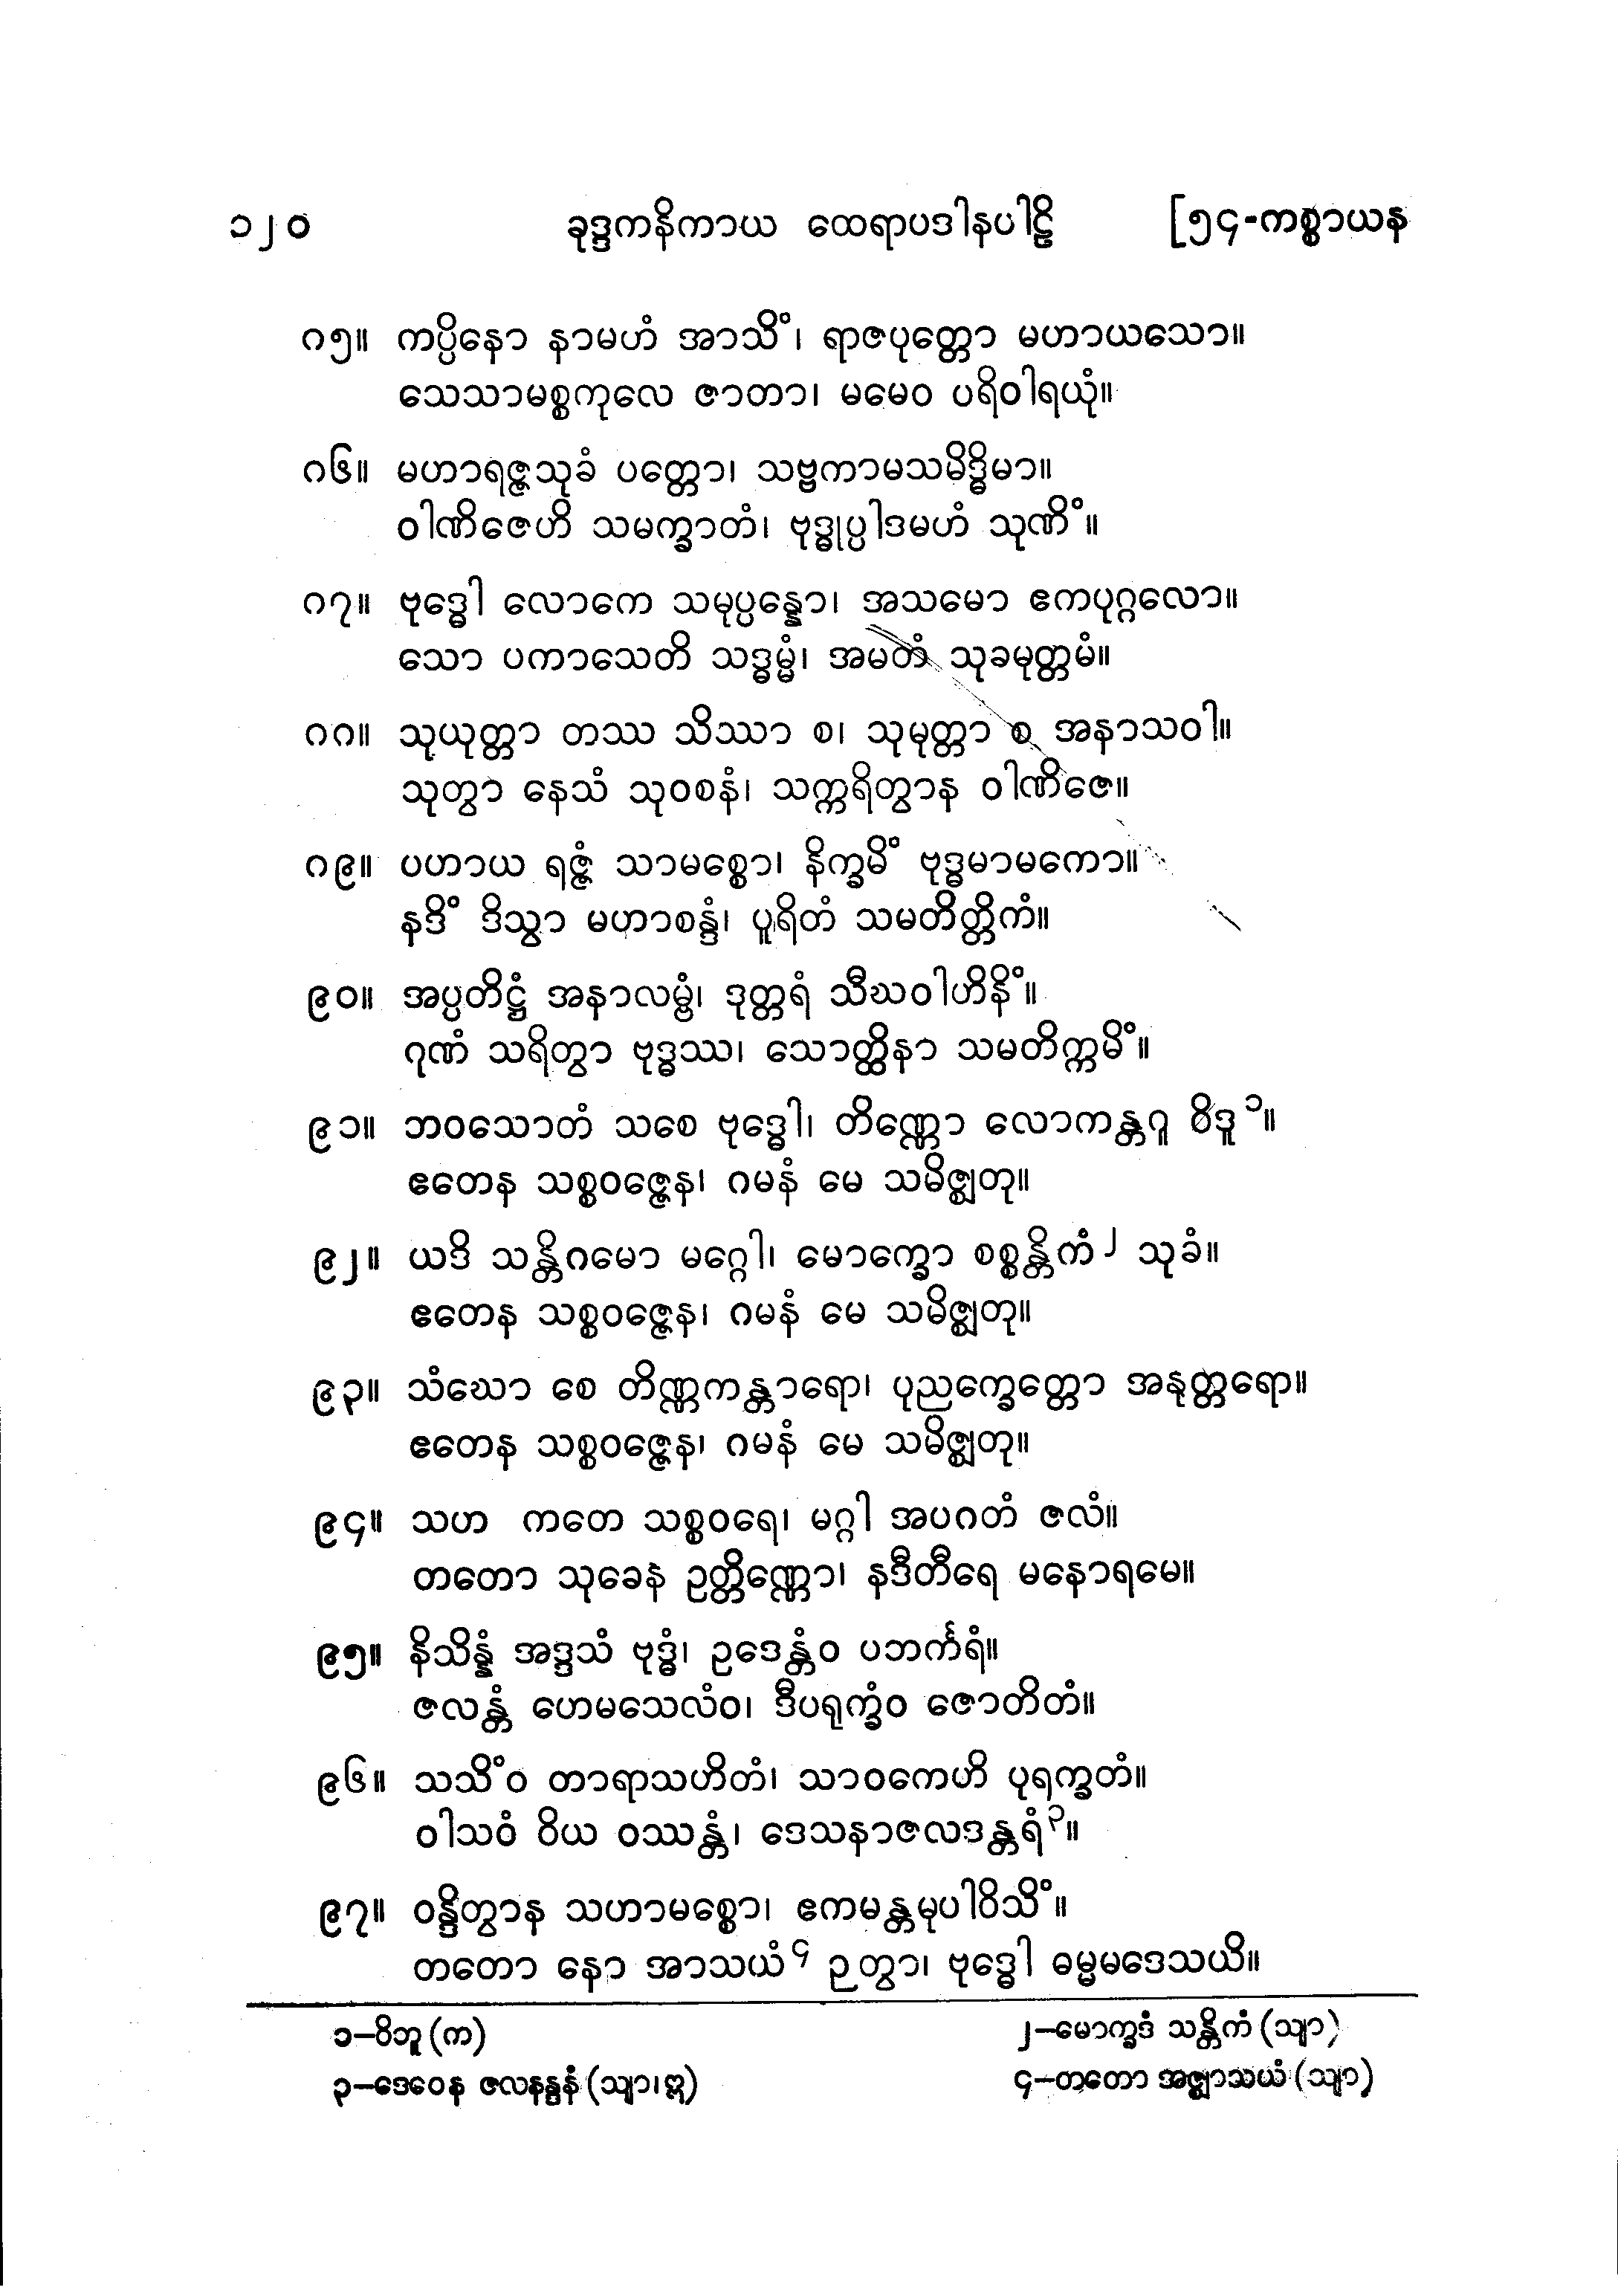 ၁၂၀ ခုဒ္ဒကနိကာယ ထေရာပဒါနပါဠိ [၅၄-ကစ္စာယန
ဂ၅။ ကပ္ပိနော နာမဟံ အာသိံ၊ ရာဇပုတ္တော မဟာယသော။
သေသာမစ္စကုလေ ဇာတာ၊ မမေဝ ပရိဝါရယုံ။
ဂ၆။ မဟာရဇ္ဇသုခံ ပတ္တော၊ သဗ္ဗကာမသမိဒ္ဓိမာ။
ဝါဏိဇေဟိ သမက္ခာတံ၊ ဗုဒ္ဓုပ္ပါဒမဟံ သုဏိံ။
ဂ၇။ ဗုဒ္ဓေါ လောကေ သမုပ္ပန္နော၊ အသမော ဧကပုဂ္ဂလော။
သော ပကာသေတိ သဒ္ဓမ္မံ၊ အမတံ သုခမုတ္တမံ။
ဂဂ။ သုယုတ္တာ တဿ သိဿာ စ၊ သုမုတ္တာ စ အနာသဝါ။
သုတွာ နေသံ သုဝစနံ၊ သက္ကရိတွာန ဝါဏိဇေ။
ဂ၉။ ပဟာယ ရဇ္ဇံ သာမစ္စော၊ နိက္ခမိံ ဗုဒ္ဓမာမကော။
နဒိံ ဒိသွာ မဟာစန္ဒံ၊ ပူရိတံ သမတိတ္တိကံ။
၉၀။ အပ္ပတိဋ္ဌံ အနာလမ္ဗံ၊ ဒုတ္တရံ သီဃဝါဟိနိံ။
ဂုဏံ သရိတွာ ဗုဒ္ဓဿ၊ သောတ္ထိနာ သမတိက္ကမိံ။
၉၁။ ဘဝသောတံ သစေ ဗုဒ္ဓေါ၊ တိဏ္ဏော လောကန္တဂူ ဝိဒူ၁။
ဧတေန သစ္စဝဇ္ဇေန၊ ဂမနံ မေ သမိဇ္ဈတု။
၉၂။ ယဒိ သန္တိဂမော မဂ္ဂေါ၊ မောက္ခော စစ္စန္တိကံ၂ သုခံ။
ဧတေန သစ္စဝဇ္ဇေန၊ ဂမနံ မေ သမိဇ္ဈတု။
၉၃။ သံဃော စေ တိဏ္ဏကန္တာရော၊ ပုညက္ခေတ္တော အနုတ္တရော။
ဧတေန သစ္စဝဇ္ဇေန၊ ဂမနံ မေ သမိဇ္ဈတု။
၉၄။ သဟ ကတေ သစ္စဝရေ၊ မဂ္ဂါ အပဂတံ ဇလံ။
တတော သုခေန ဥတ္တိဏ္ဏော၊ နဒီတီရေ မနောရမေ။
၉၅။ နိသိန္နံ အဒ္ဒသံ ဗုဒ္ဓံ၊ ဥဒေန္တံဝ ပဘင်္ကရံ။
ဇလန္တံ ဟေမသေလံဝ၊ ဒီပရုက္ခံဝ ဇောတိတံ။
၉၆။ သသိံဝ တာရာသဟိတံ၊ သာဝကေဟိ ပုရက္ခတံ။
ဝါသဝံ ဝိယ ဝဿန္တံ၊ ဒေသနာဇလဒန္တရံ၃။
၉၇။ ဝန္ဒိတွာန သဟာမစ္စော၊ ဧကမန္တမုပါဝိသိံ။
တတော နော အာသယံ၄ ဉတွာ၊ ဗုဒ္ဓေါ ဓမ္မမဒေသယိ။
၁—ဝိဘူ (က) ၂—မောက္ခဒံ သန္တိကံ (သျာ)
၃—ဒေဝေန ဇလနန္ဒနံ (သျာ၊ဣ) ၄—တတော အဇ္ဈာသယံ (သျာ)